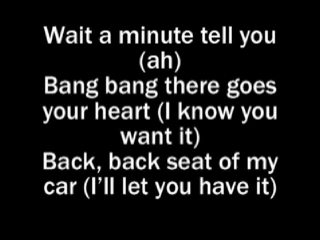 Wait a minute tell you
(ah)
Bang bang there goes
your heart (I know you
want it)
Back, back seat of my
car (I'll let you have it)